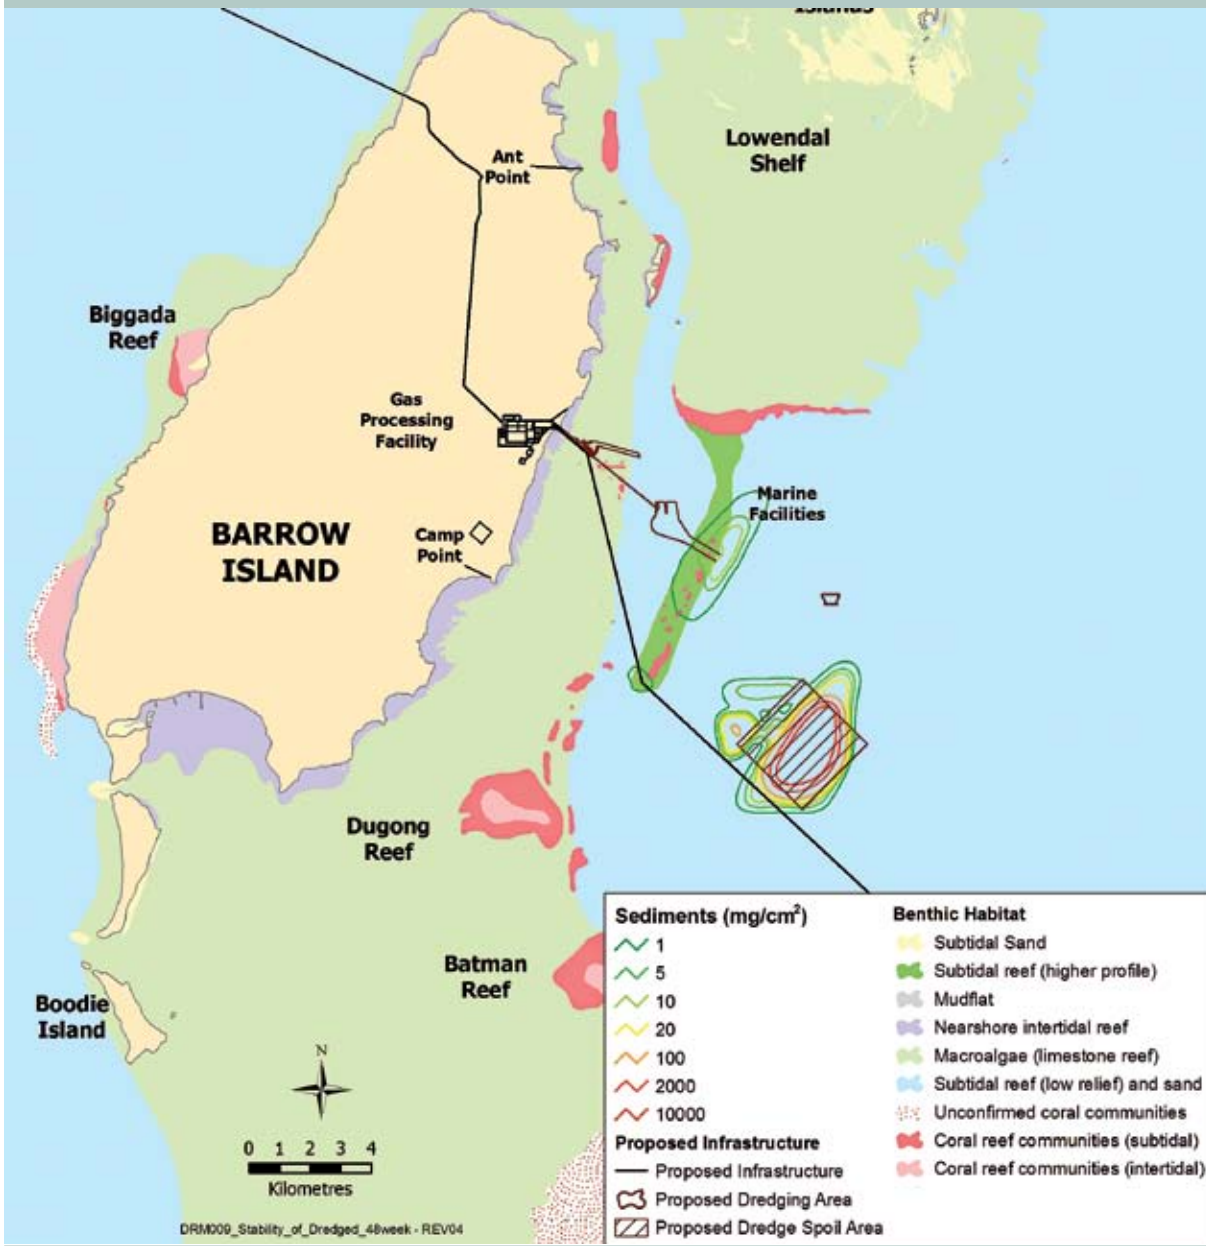 Islands
Lowendal
Shelf
Ant
Point
Biggada
Reef
Gas
Processing
Facility
Marine
Facilities
BARROW
ISLAND
Camp
Point
Dugong
Reef
Batman
Reef
Boodie
Island
N
0 1 2 3 4
Kilometres
DRM009_Stability_of_Dredged_48week - REV04
Sediments (mg/cm²)
1
5
10
20
100
2000
10000
Proposed Infrastructure
Proposed Infrastructure
Proposed Dredging Area
Proposed Dredge Spoil Area
Benthic Habitat
Subtidal Sand
Subtidal reef (higher profile)
Mudflat
Nearshore intertidal reef
Macroalgae (limestone reef)
Subtidal reef (low relief) and sand
Unconfirmed coral communities
Coral reef communities (subtidal)
Coral reef communities (intertidal)